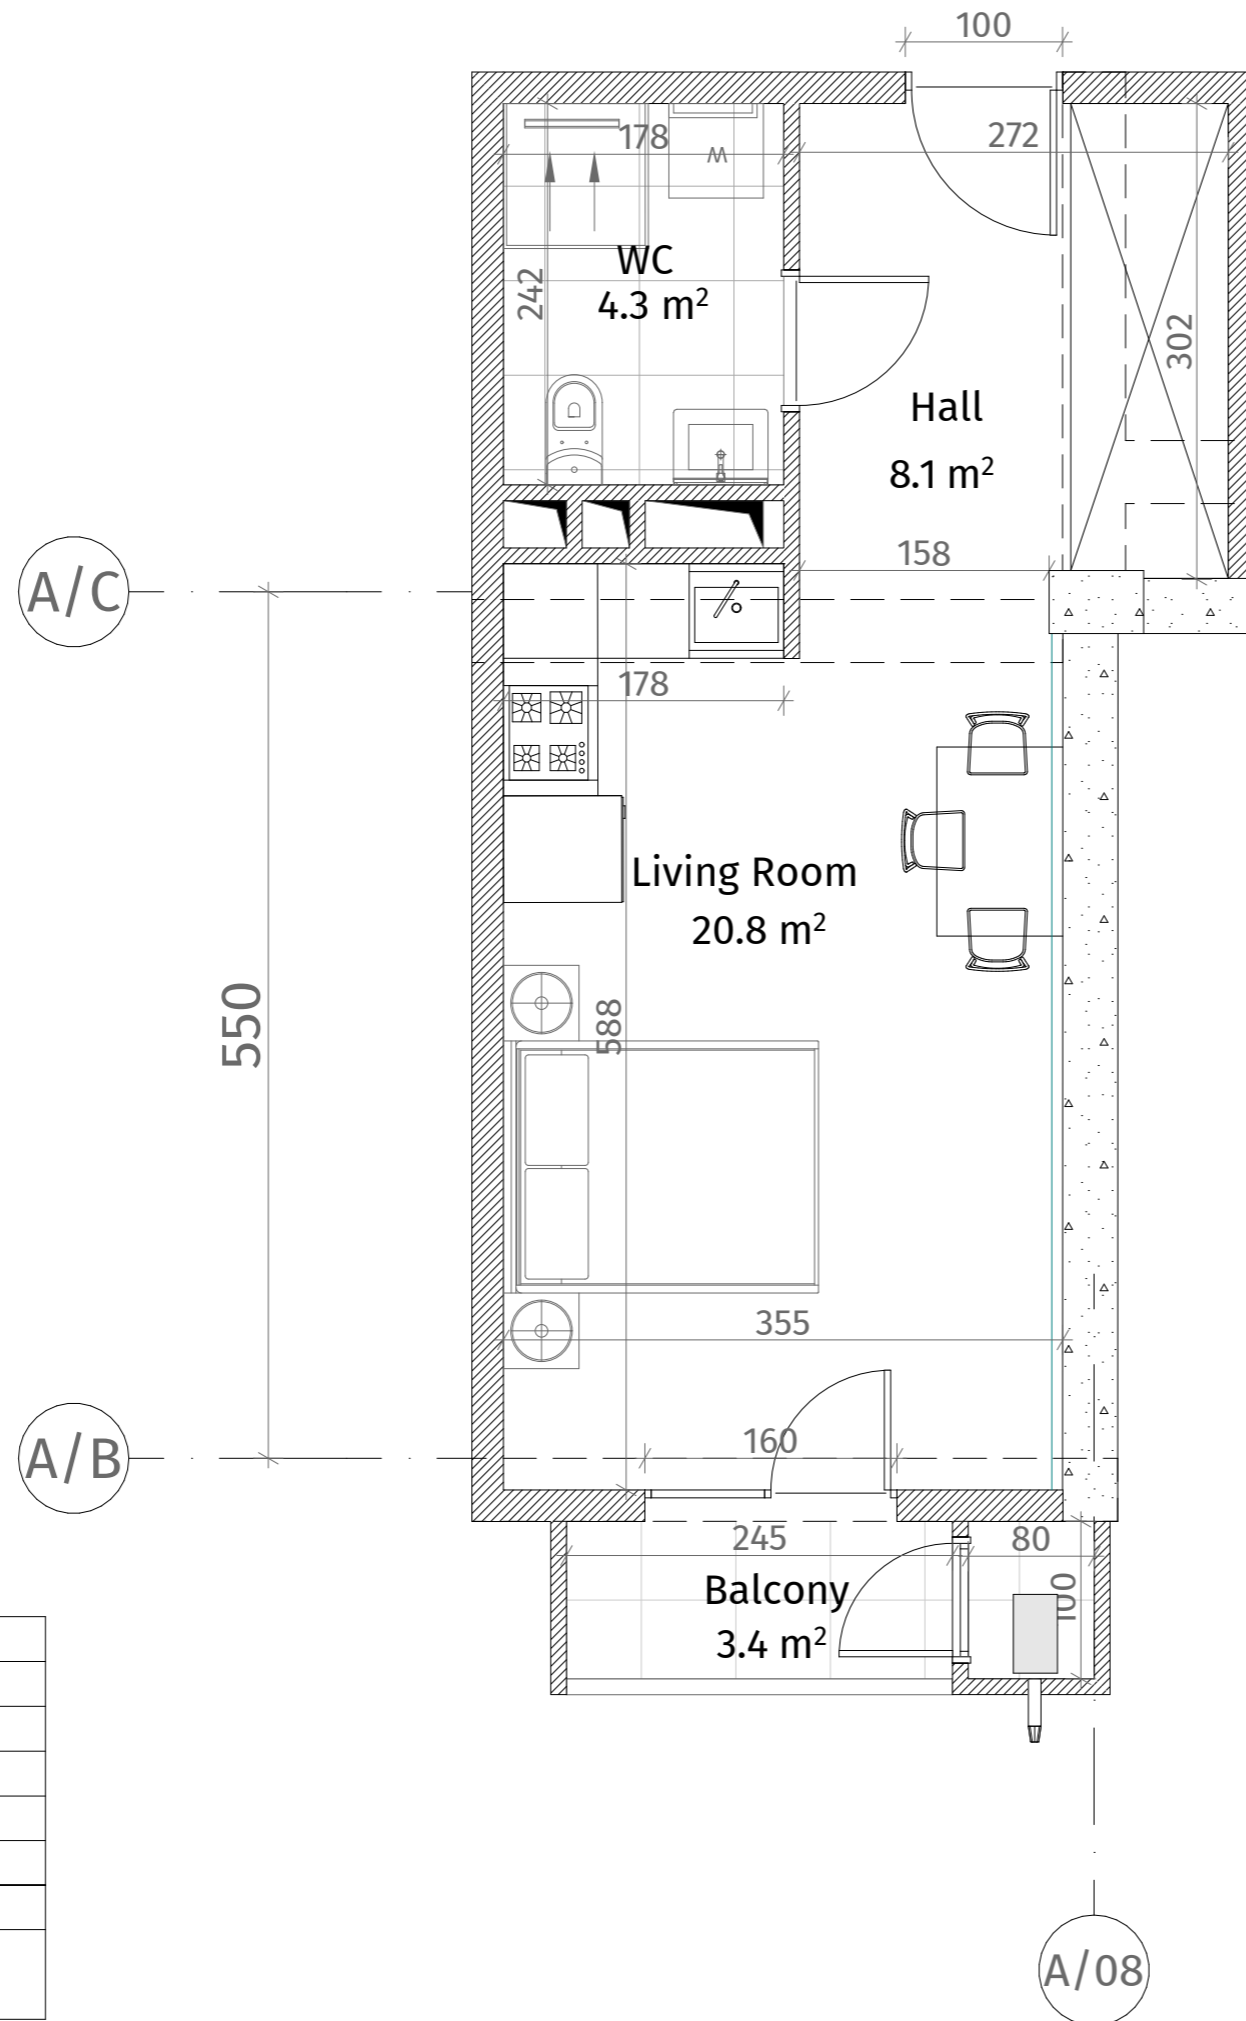 100
178
W
272
WC
4.3 m²
242
302
Hall
8.1 m²
158
A/C
178
Living Room
20.8 m²
550
588
355
A/B
160
245
80
Balcony
3.4 m²
100
A/08